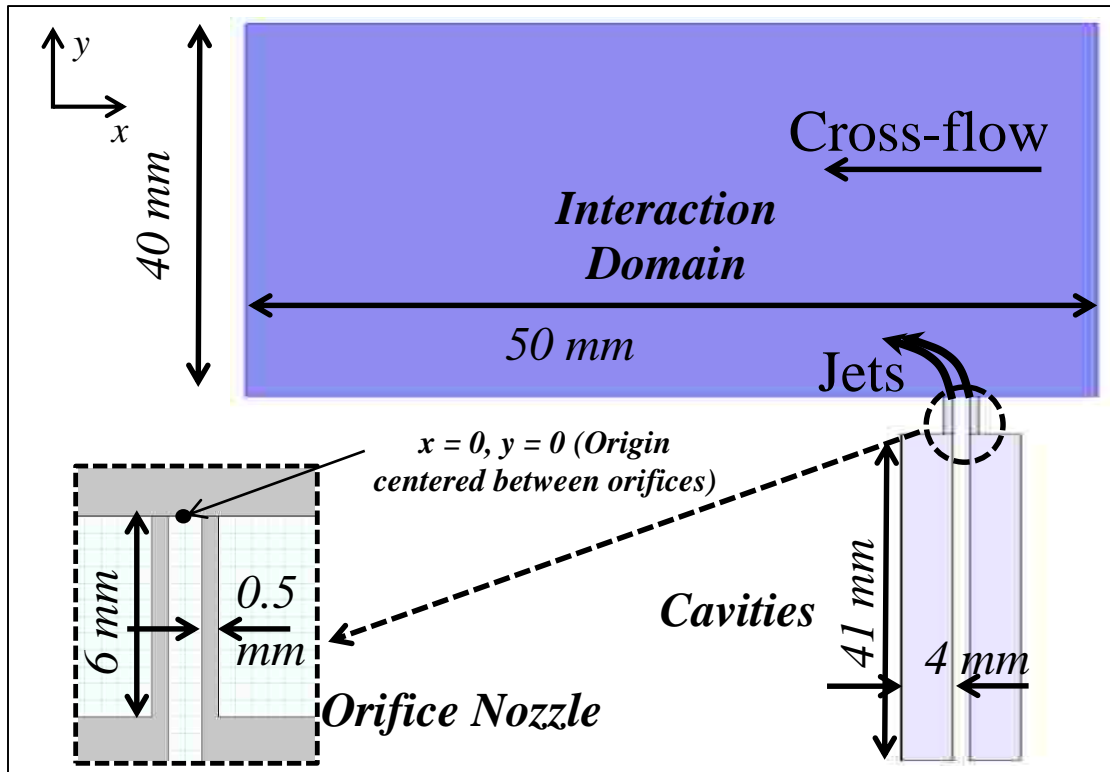 y
x
40 mm
Cross-flow
Interaction
Domain
50 mm
Jets
x = 0, y = 0 (Origin
centered between orifices)
6 mm
0.5
mm
Orifice Nozzle
Cavities
41 mm
4 mm